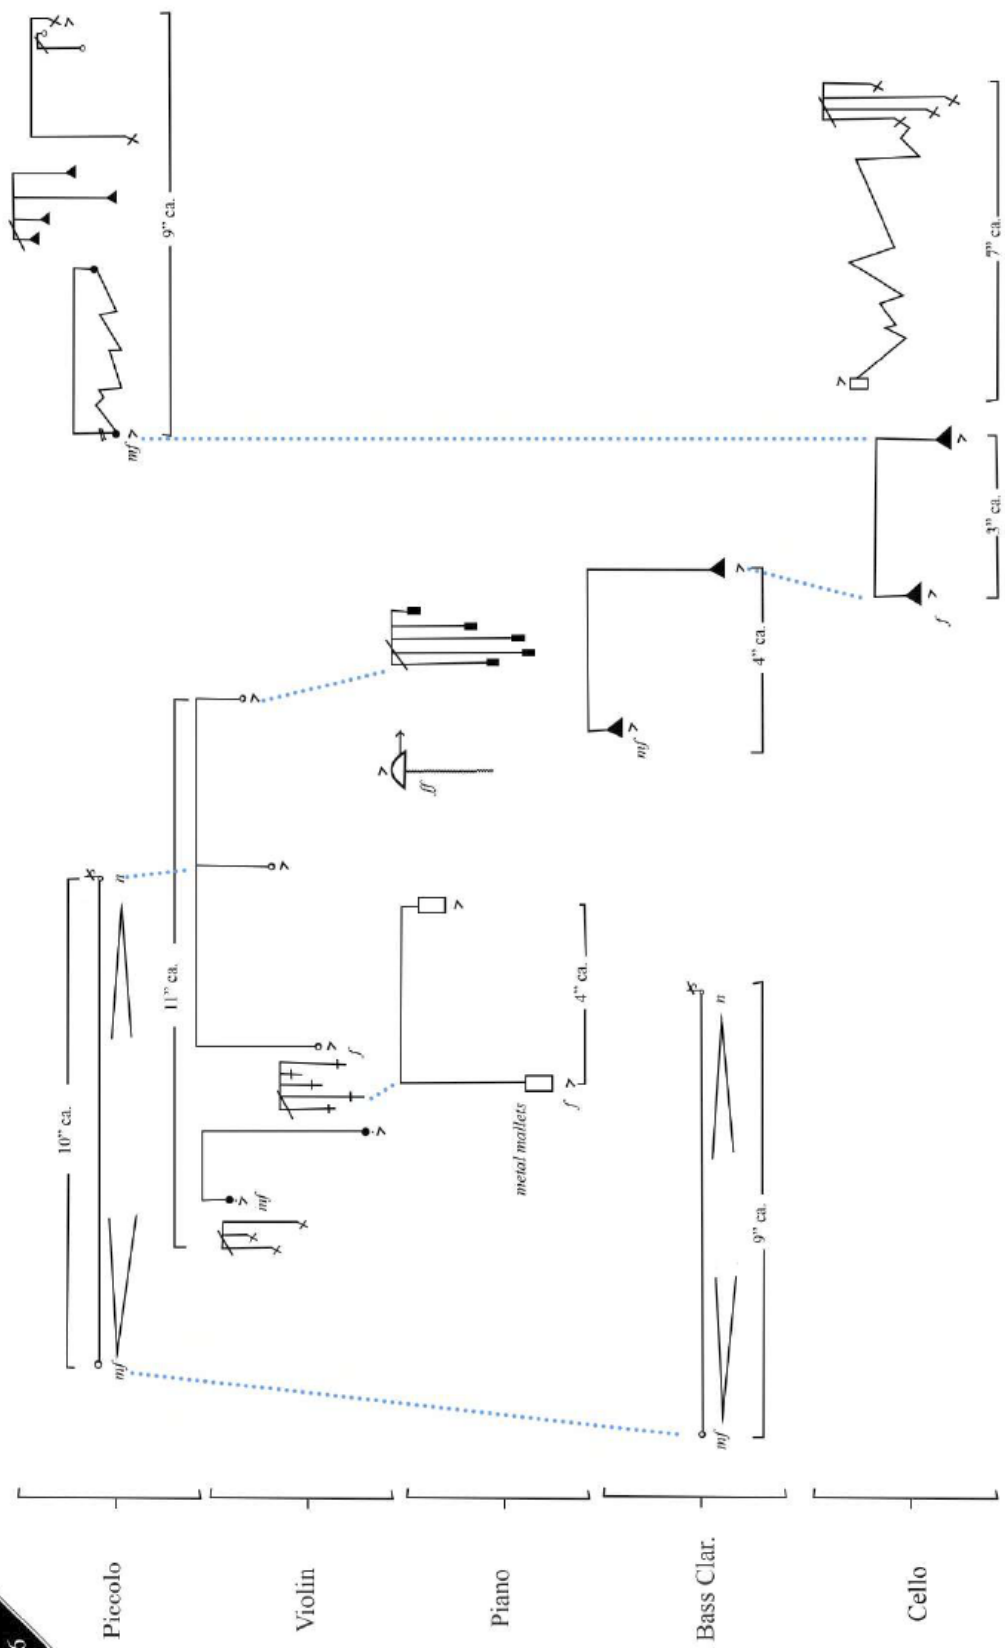 6
Piccolo
10” ca.
mf
n
mf
9” ca.
Violin
11” ca.
mf
f
Piano
metal mallets
f
4” ca.
ff
Bass Clar.
mf
n
9” ca.
mf
4” ca.
Cello
f
3” ca.
7” ca.